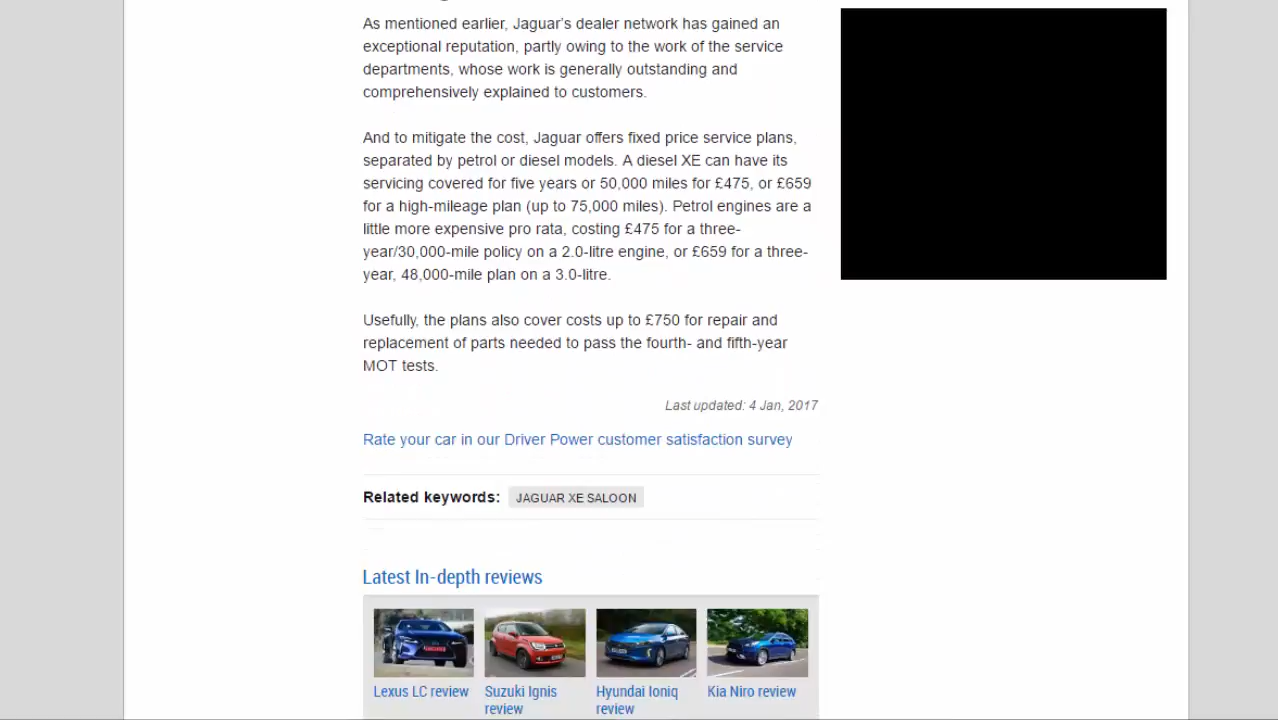 As mentioned earlier, Jaguar’s dealer network has gained an
exceptional reputation, partly owing to the work of the service
departments, whose work is generally outstanding and
comprehensively explained to customers.
And to mitigate the cost, Jaguar offers fixed price service plans,
separated by petrol or diesel models. A diesel XE can have its
servicing covered for five years or 50,000 miles for £475, or £659
for a high-mileage plan (up to 75,000 miles). Petrol engines are a
little more expensive pro rata, costing £475 for a three-
year/30,000-mile policy on a 2.0-litre engine, or £659 for a three-
year, 48,000-mile plan on a 3.0-litre.
Usefully, the plans also cover costs up to £750 for repair and
replacement of parts needed to pass the fourth- and fifth-year
MOT tests.
Last updated: 4 Jan, 2017
Rate your car in our Driver Power customer satisfaction survey
Related keywords: JAGUAR XE SALOON
Latest In-depth reviews
Lexus LC review
Suzuki Ignis
review
Hyundai Ioniq
review
Kia Niro review